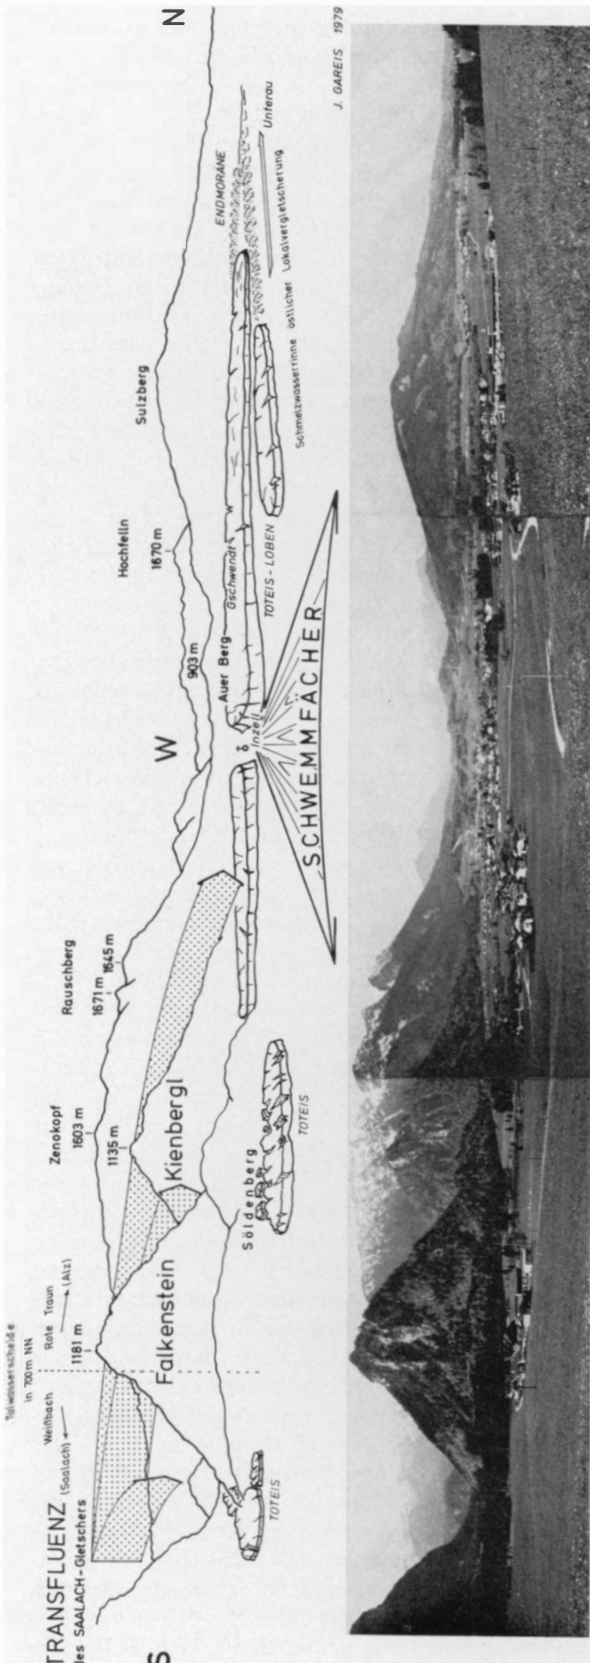 TRANSFLUENZ
des SAALACH-Gletschers
Talwasserscheide
in 700m NN
Weißbach
(Saalach)
Rote Traun
(Alz)
1181 m
Zenokopf
1603 m
1135 m
Rauschberg
1671 m
1645 m
Hochfelln
1670 m
903 m
Sulzberg
S
W
N
Falkenstein
Kienbergl
Söldenberg
TOTEIS
TOTEIS
Auer Berg
Gschwendt
Inzell
TOTEIS-LOBEN
SCHWEMMFÄCHER
ENDMORÄNE
Unterau
Schmelzwasserrinne östlicher Lokalvergletscherung
J. GAREIS 1979